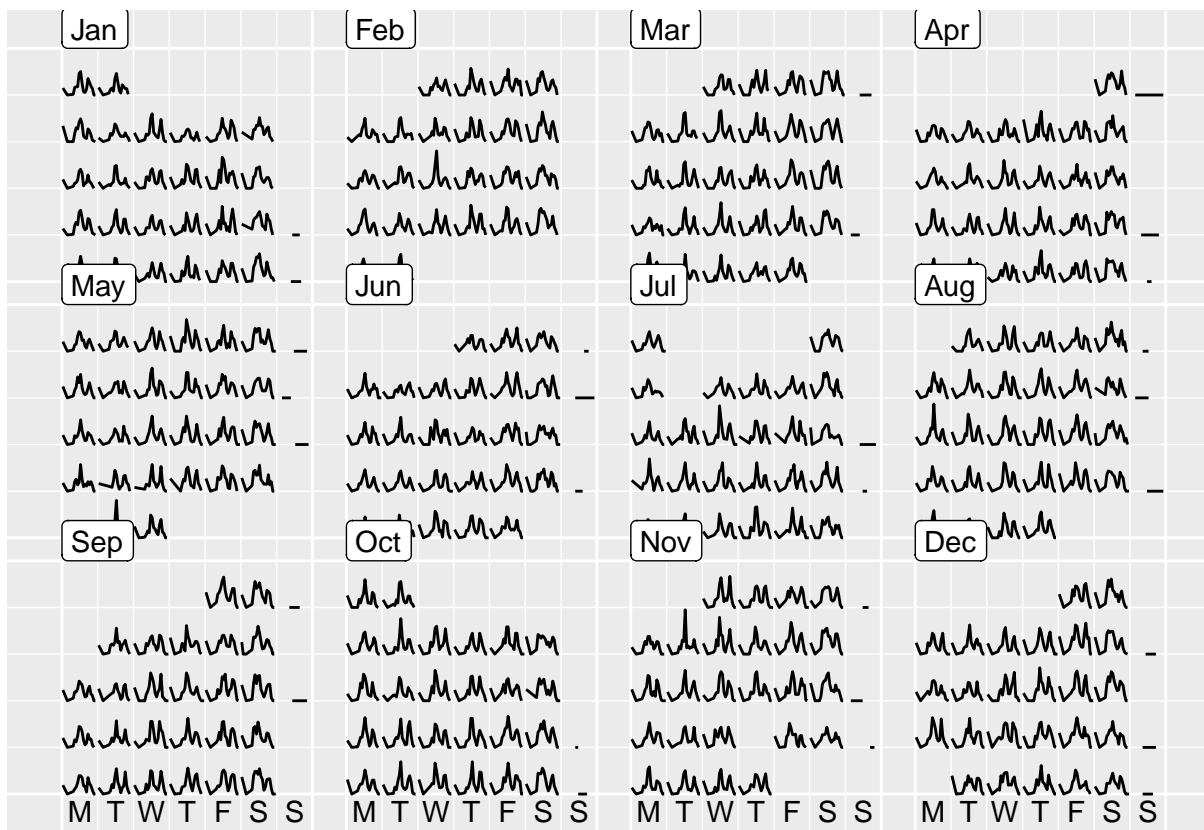 Jan Feb Mar Apr
May Jun Jul Aug
Sep Oct Nov Dec
M T W T F S S M T W T F S S M T W T F S S M T W T F S S